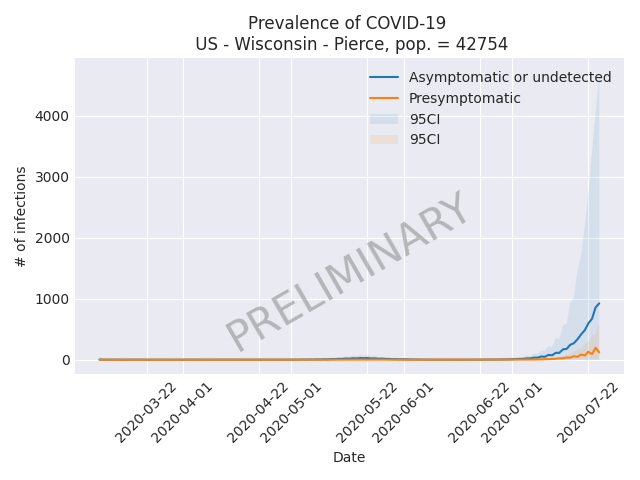 Prevalence of COVID-19
US - Wisconsin - Pierce, pop. = 42754
Asymptomatic or undetected
Presymptomatic
95CI
95CI
# of infections
4000
3000
2000
1000
0
PRELIMINARY
2020-03-22
2020-04-01
2020-04-22
2020-05-01
2020-05-22
2020-06-01
2020-06-22
2020-07-01
2020-07-22
Date